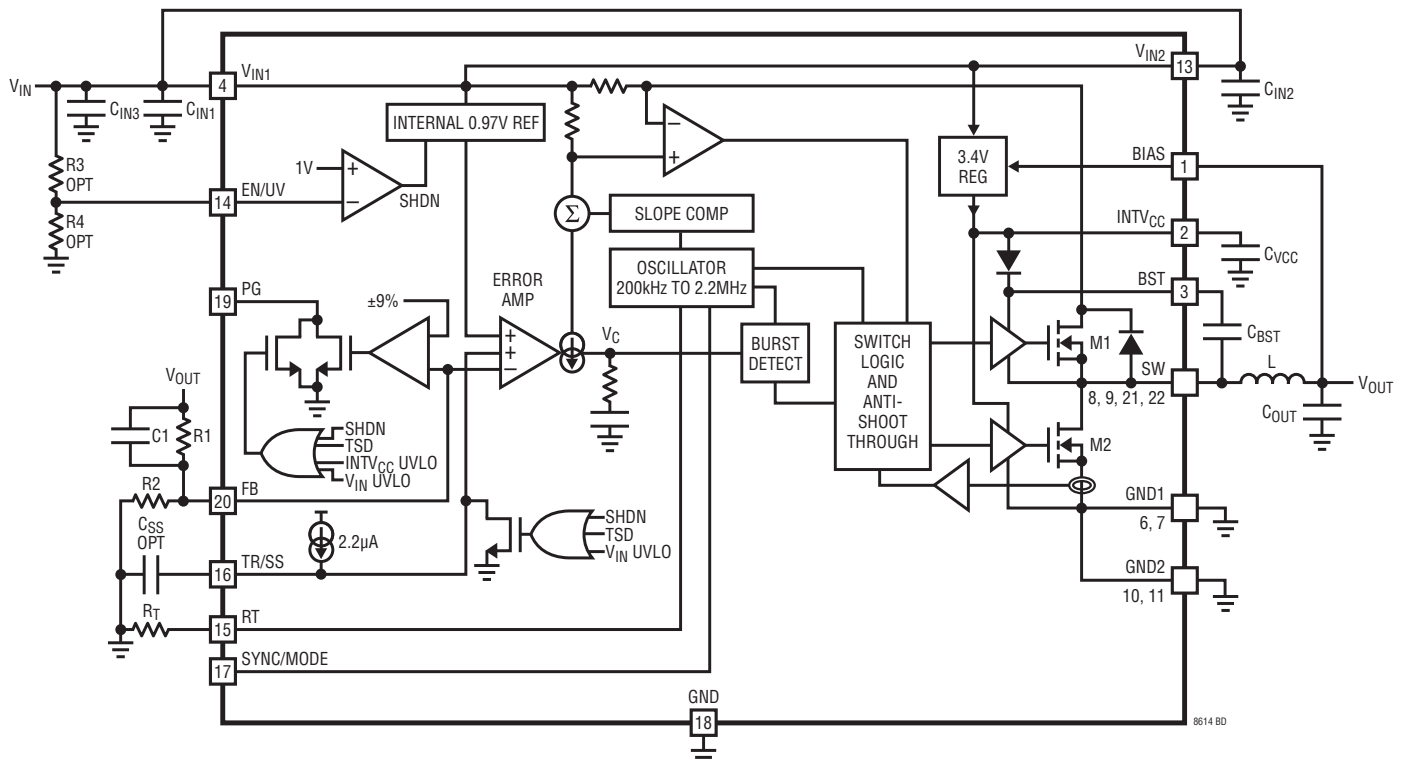 VIN
CIN3
CIN1
R3
OPT
R4
OPT
4
VIN1
14
EN/UV
1V
+
−
SHDN
INTERNAL 0.97V REF
−
+
Σ
SLOPE COMP
OSCILLATOR
200kHz TO 2.2MHz
VIN2
13
CIN2
3.4V
REG
BIAS
1
INTVCC
2
CVCC
BST
3
CBST
19
PG
±9%
ERROR
AMP
+
+
−
VC
BURST
DETECT
SWITCH
LOGIC
AND
ANTI-
SHOOT
THROUGH
M1
SW
8, 9, 21, 22
L
VOUT
COUT
M2
VOUT
C1
R1
R2
SHDN
TSD
INTVCC UVLO
VIN UVLO
20
FB
CSS
OPT
2.2µA
SHDN
TSD
VIN UVLO
16
TR/SS
RT
15
RT
17
SYNC/MODE
GND1
6, 7
GND2
10, 11
GND
18
8614 BD